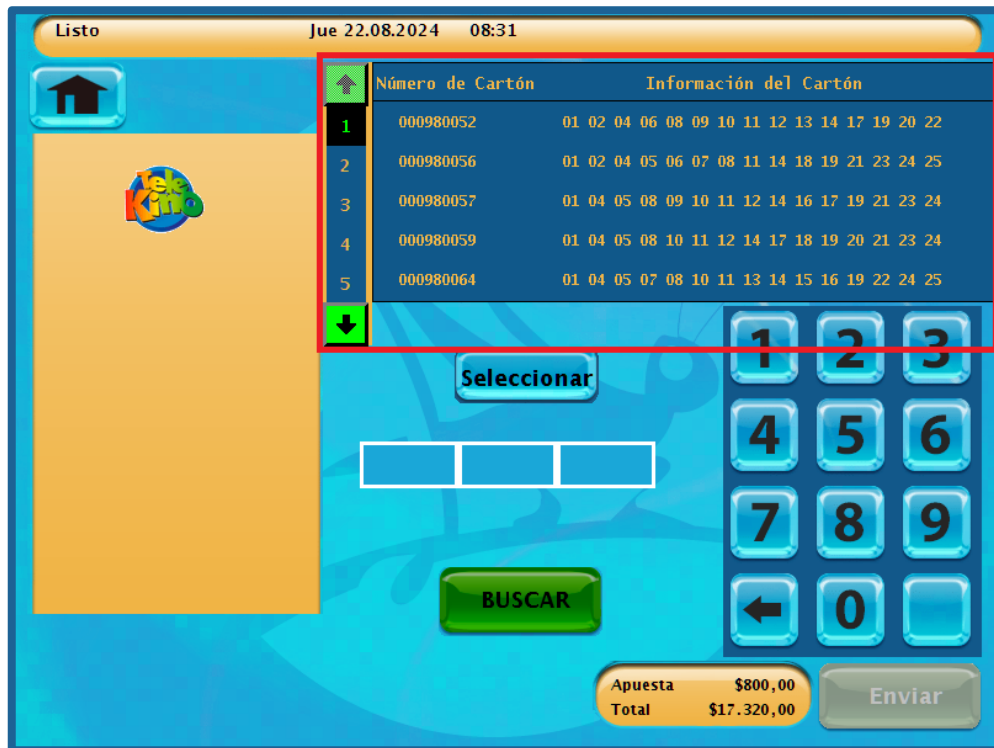 Listo Jue 22.08.2024 08:31
Número de Cartón Información del Cartón
1 000980052 01 02 04 06 08 09 10 11 12 13 14 17 19 20 22
2 000980056 01 02 04 05 06 07 08 11 14 18 19 21 23 24 25
3 000980057 01 04 05 08 09 10 11 12 14 16 17 19 21 23 24
4 000980059 01 04 05 08 10 11 12 14 17 18 19 20 21 23 24
5 000980064 01 04 05 07 08 10 11 13 14 15 16 19 22 24 25
Tele
Kino
Seleccionar
1 2 3
4 5 6
7 8 9
BUSCAR
0
Apuesta $800,00
Total $17.320,00
Enviar